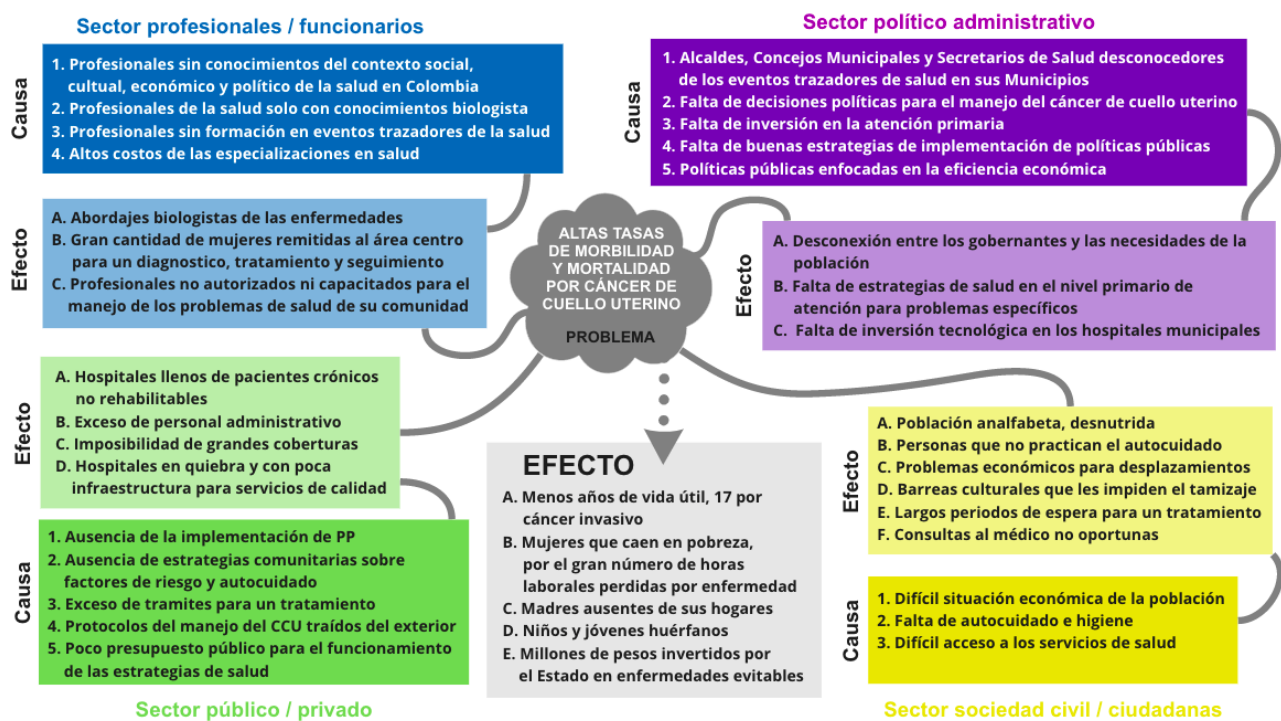 Sector profesionales / funcionarios
Causa
1. Profesionales sin conocimientos del contexto social,
cultural, económico y político de la salud en Colombia
2. Profesionales de la salud solo con conocimientos biologista
3. Profesionales sin formación en eventos trazadores de la salud
4. Altos costos de las especializaciones en salud
Efecto
A. Abordajes biologistas de las enfermedades
B. Gran cantidad de mujeres remitidas al área centro
para un diagnostico, tratamiento y seguimiento
C. Profesionales no autorizados ni capacitados para el
manejo de los problemas de salud de su comunidad
Sector político administrativo
Causa
1. Alcaldes, Concejos Municipales y Secretarios de Salud desconocedores
de los eventos trazadores de salud en sus Municipios
2. Falta de decisiones políticas para el manejo del cáncer de cuello uterino
3. Falta de inversión en la atención primaria
4. Falta de buenas estrategias de implementación de políticas públicas
5. Políticas públicas enfocadas en la eficiencia económica
Efecto
A. Desconexión entre los gobernantes y las necesidades de la
población
B. Falta de estrategias de salud en el nivel primario de
atención para problemas específicos
C. Falta de inversión tecnológica en los hospitales municipales
ALTAS TASAS
DE MORBILIDAD
Y MORTALIDAD
POR CÁNCER DE
CUELLO UTERINO
PROBLEMA
Efecto
A. Hospitales llenos de pacientes crónicos
no rehabilitables
B. Exceso de personal administrativo
C. Imposibilidad de grandes coberturas
D. Hospitales en quiebra y con poca
infraestructura para servicios de calidad
Causa
1. Ausencia de la implementación de PP
2. Ausencia de estrategias comunitarias sobre
factores de riesgo y autocuidado
3. Exceso de tramites para un tratamiento
4. Protocolos del manejo del CCU traídos del exterior
5. Poco presupuesto público para el funcionamiento
de las estrategias de salud
Sector público / privado
EFECTO
A. Menos años de vida útil, 17 por
cáncer invasivo
B. Mujeres que caen en pobreza,
por el gran número de horas
laborales perdidas por enfermedad
C. Madres ausentes de sus hogares
D. Niños y jóvenes huérfanos
E. Millones de pesos invertidos por
el Estado en enfermedades evitables
Efecto
A. Población analfabeta, desnutrida
B. Personas que no practican el autocuidado
C. Problemas económicos para desplazamientos
D. Barreas culturales que les impiden el tamizaje
E. Largos periodos de espera para un tratamiento
F. Consultas al médico no oportunas
Causa
1. Difícil situación económica de la población
2. Falta de autocuidado e higiene
3. Difícil acceso a los servicios de salud
Sector sociedad civil / ciudadanas